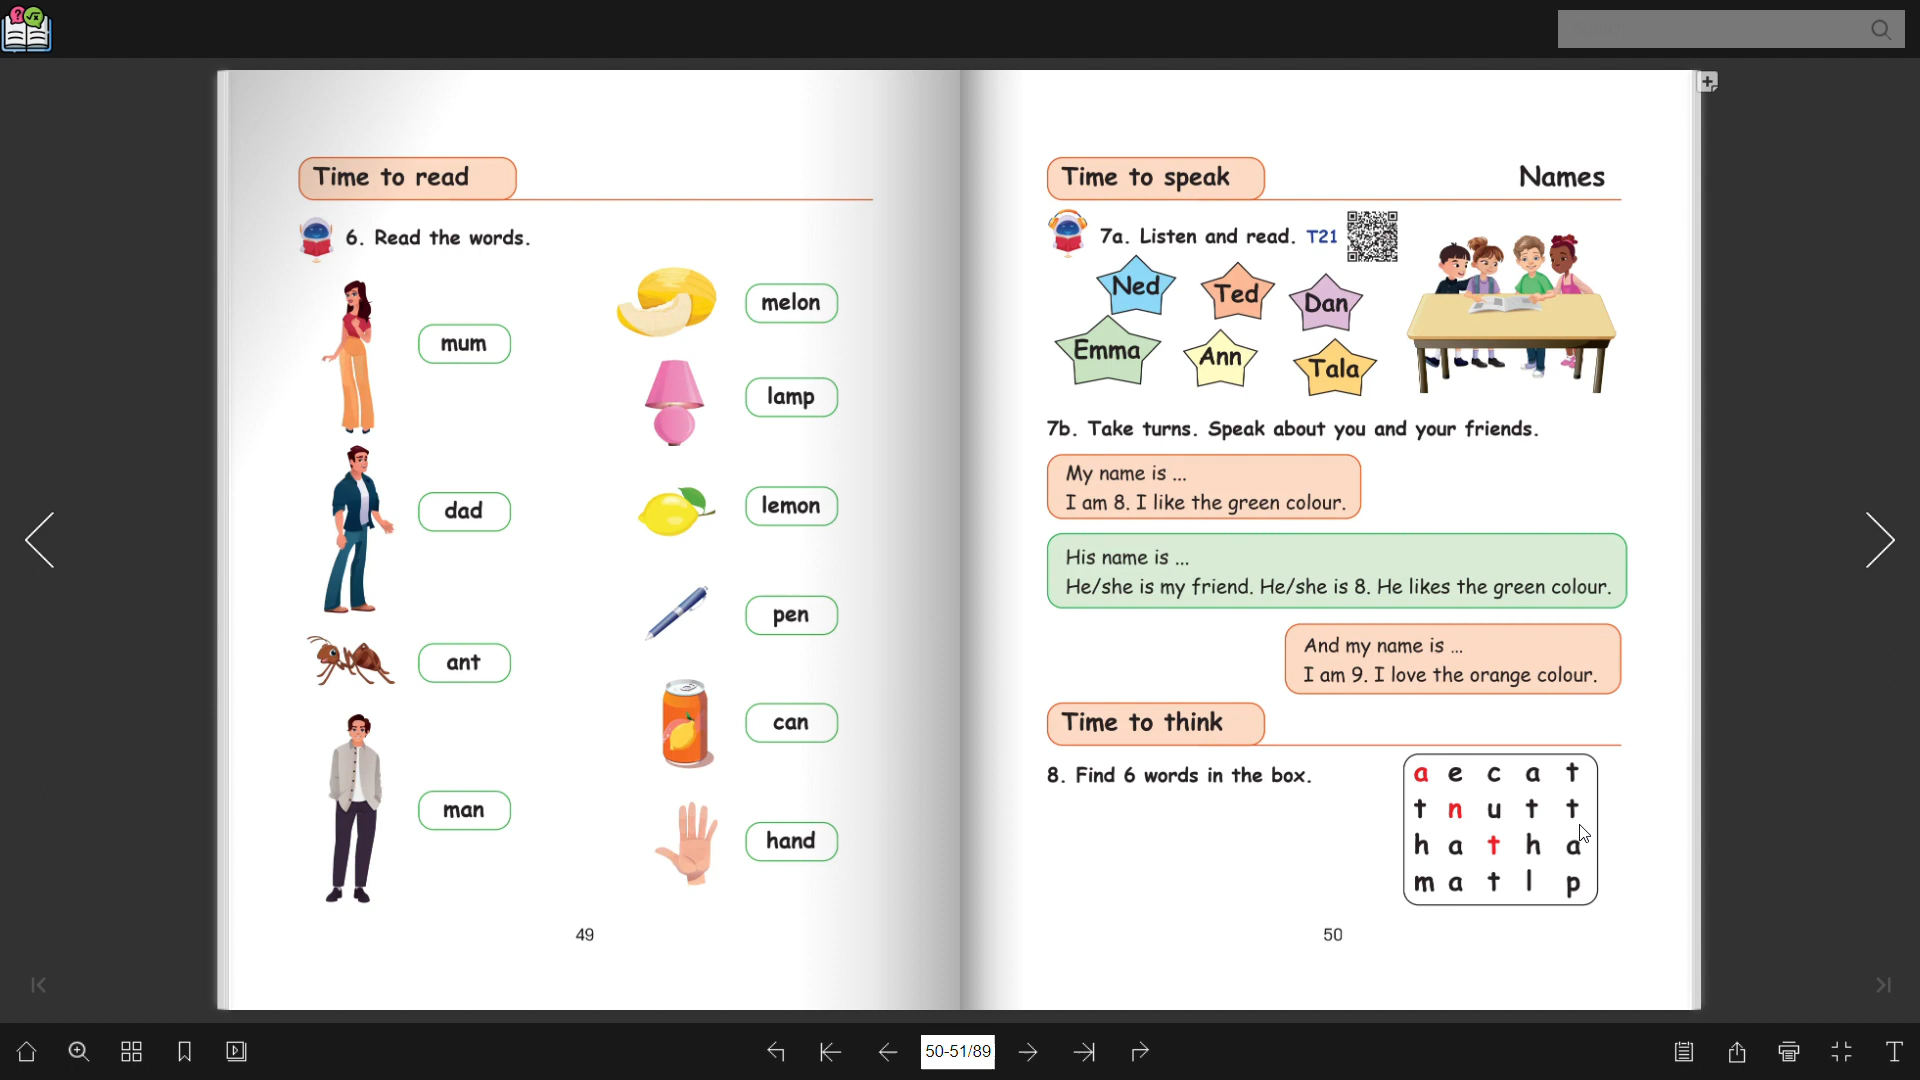 Time to read
6. Read the words.
mum
dad
ant
man
melon
lamp
lemon
pen
can
hand
49
Time to speak
Names
7a. Listen and read. T21
Ned
Ted
Dan
Emma
Ann
Tala
7b. Take turns. Speak about you and your friends.
My name is ...
I am 8. I like the green colour.
His name is ...
He/she is my friend. He/she is 8. He likes the green colour.
And my name is ...
I am 9. I love the orange colour.
Time to think
8. Find 6 words in the box.
a e c a t
t n u t t
h a t h a
m a t l p
50
50-51/89